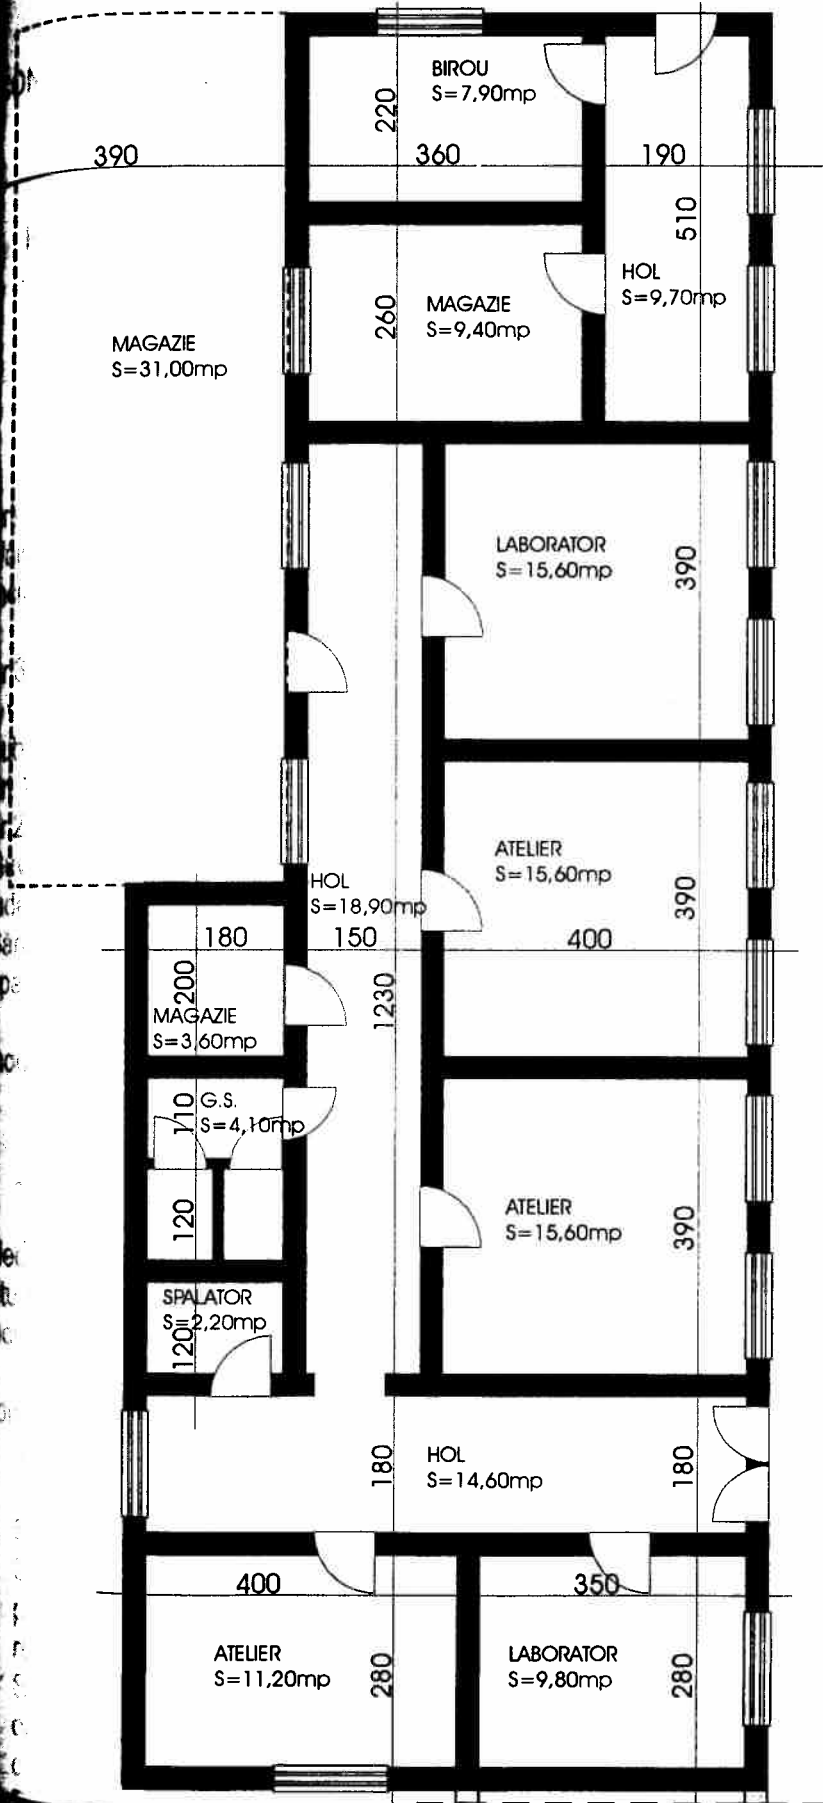 BIROU
S=7,90mp
220
390
360
190
510
HOL
S=9,70mp
MAGAZIE
S=9,40mp
260
MAGAZIE
S=31,00mp
LABORATOR
S=15,60mp
390
ATELIER
S=15,60mp
390
HOL
S=18,90mp
180
150
400
200
1230
MAGAZIE
S=3,60mp
110
G.S.
S=4,10mp
120
ATELIER
S=15,60mp
390
SPALATOR
S=2,20mp
120
180
HOL
S=14,60mp
180
400
350
ATELIER
S=11,20mp
280
LABORATOR
S=9,80mp
280